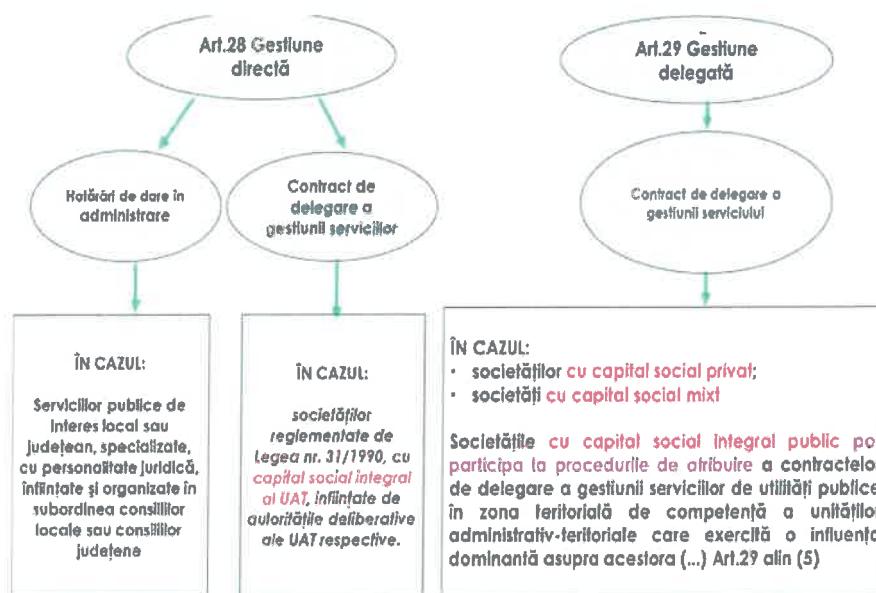 Art.28 Gestiune
directă
Art.29 Gestiune
delegată
Hotărâri de dare în
administrare
Contract de
delegare a
gestiunii serviciilor
Contract de delegare a
gestiunii serviciului
ÎN CAZUL:
Serviciilor publice de
interes local sau
județean, specializate,
cu personalitate juridică,
înființate și organizate în
subordinea consiliilor
locale sau consiliilor
județene
ÎN CAZUL:
societăților
reglementate de
Legea nr. 31/1990, cu
capital social integral
al UAT, înființate de
autoritățile deliberative
ale UAT respective.
ÎN CAZUL:
• societăților cu capital social privat;
• societăți cu capital social mixt
Societățile cu capital social integral public po
participa la procedurile de atribuire a contractelo
de delegare a gestiunii serviciilor de utilități publice
în zona teritorială de competență a unităților
administrativ-teritoriale care exercită o influența
dominantă asupra acestora (...) Art.29 alin (5)